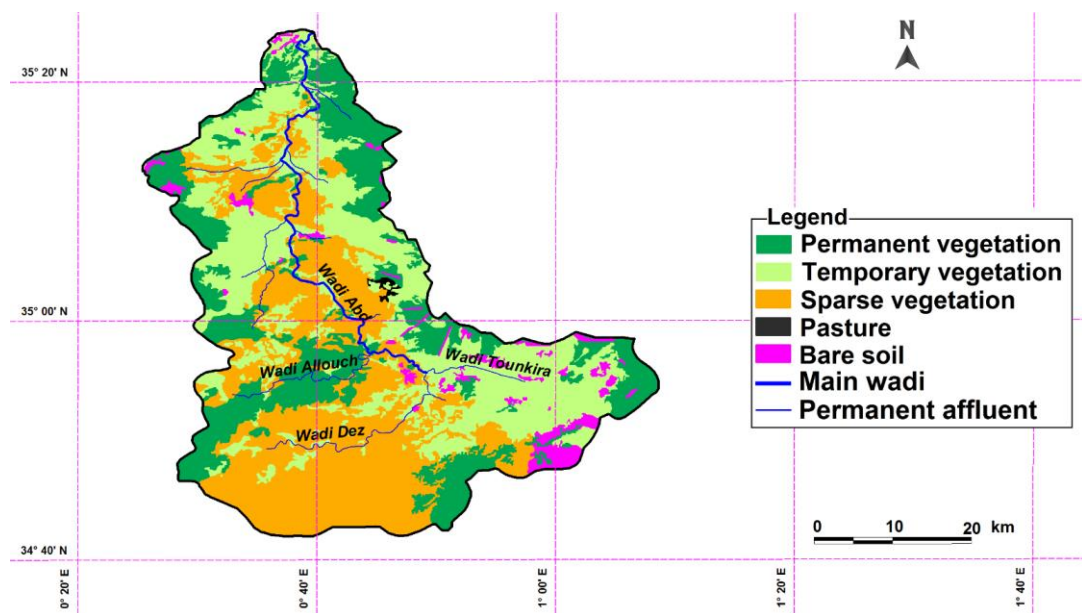 N
35° 20' N
35° 00' N
34° 40' N
0° 20' E
0° 40' E
1° 00' E
1° 20' E
1° 40' E
Wadi Abd
Wadi Allouch
Wadi Tounkira
Wadi Dez
Legend
Permanent vegetation
Temporary vegetation
Sparse vegetation
Pasture
Bare soil
Main wadi
Permanent affluent
0 10 20 km